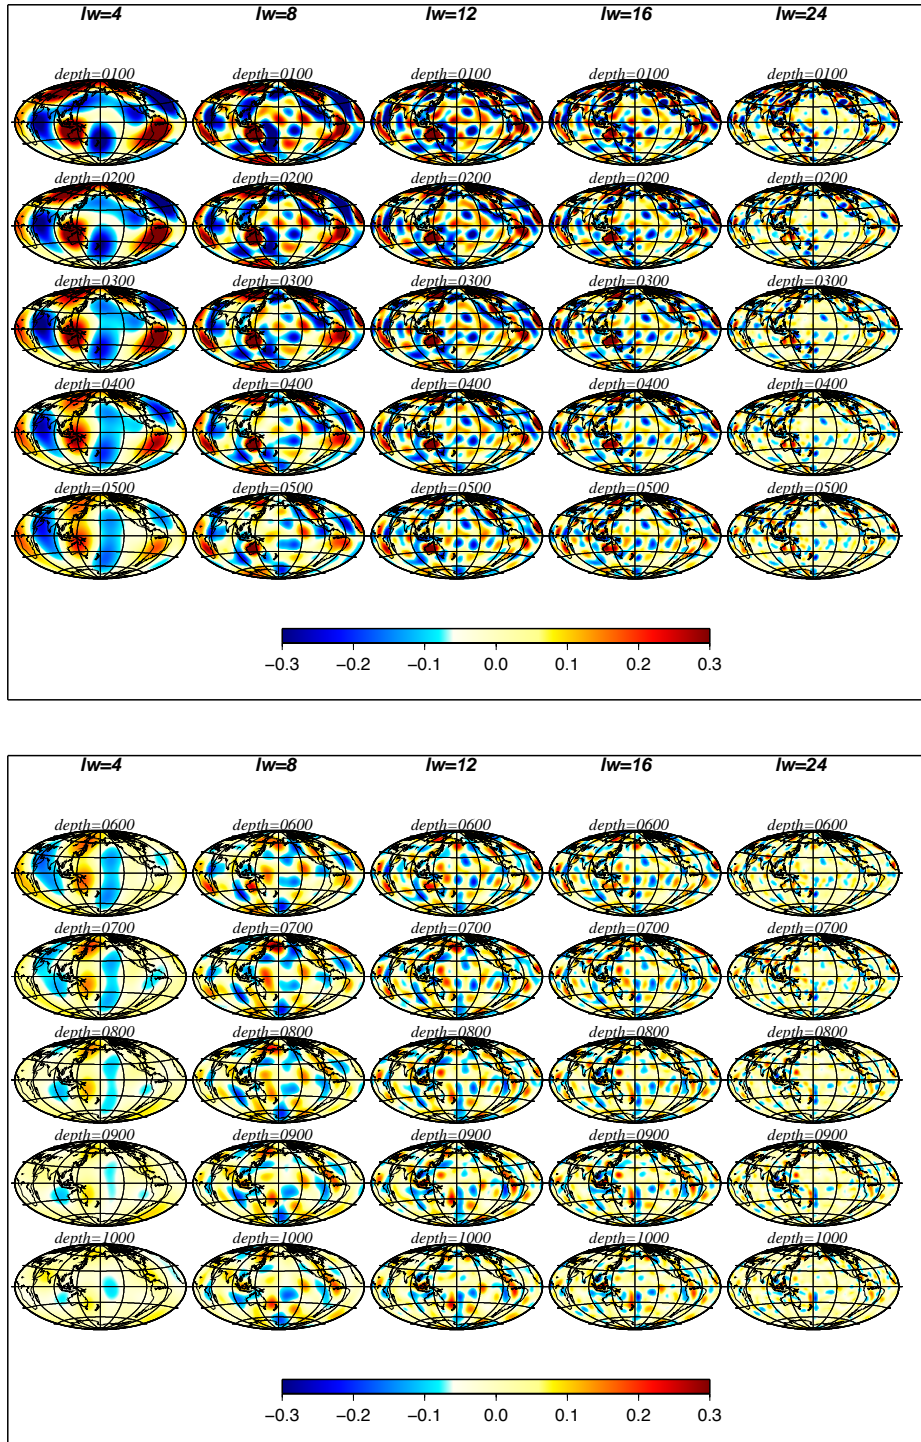 lw=4 lw=8 lw=12 lw=16 lw=24
depth=0100 depth=0100 depth=0100 depth=0100 depth=0100
depth=0200 depth=0200 depth=0200 depth=0200 depth=0200
depth=0300 depth=0300 depth=0300 depth=0300 depth=0300
depth=0400 depth=0400 depth=0400 depth=0400 depth=0400
depth=0500 depth=0500 depth=0500 depth=0500 depth=0500
−0.3 −0.2 −0.1 0.0 0.1 0.2 0.3
lw=4 lw=8 lw=12 lw=16 lw=24
depth=0600 depth=0600 depth=0600 depth=0600 depth=0600
depth=0700 depth=0700 depth=0700 depth=0700 depth=0700
depth=0800 depth=0800 depth=0800 depth=0800 depth=0800
depth=0900 depth=0900 depth=0900 depth=0900 depth=0900
depth=1000 depth=1000 depth=1000 depth=1000 depth=1000
−0.3 −0.2 −0.1 0.0 0.1 0.2 0.3